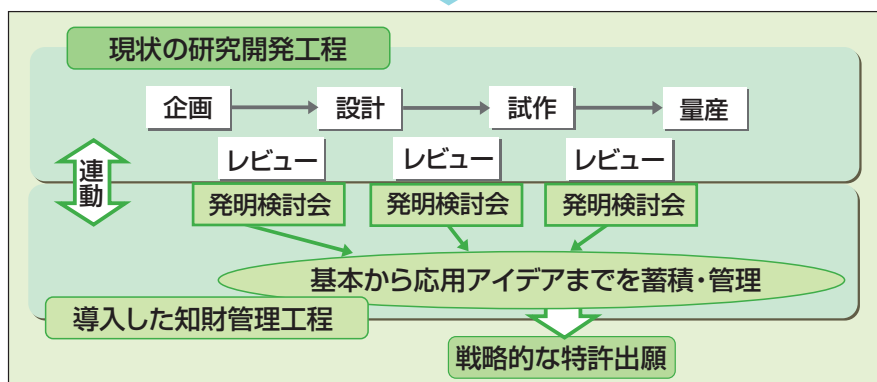 現状の研究開発工程
企画 設計 試作 量産
レビュー レビュー レビュー
連動
発明検討会 発明検討会 発明検討会
基本から応用アイデアまでを蓄積・管理
導入した知財管理工程
戦略的な特許出願